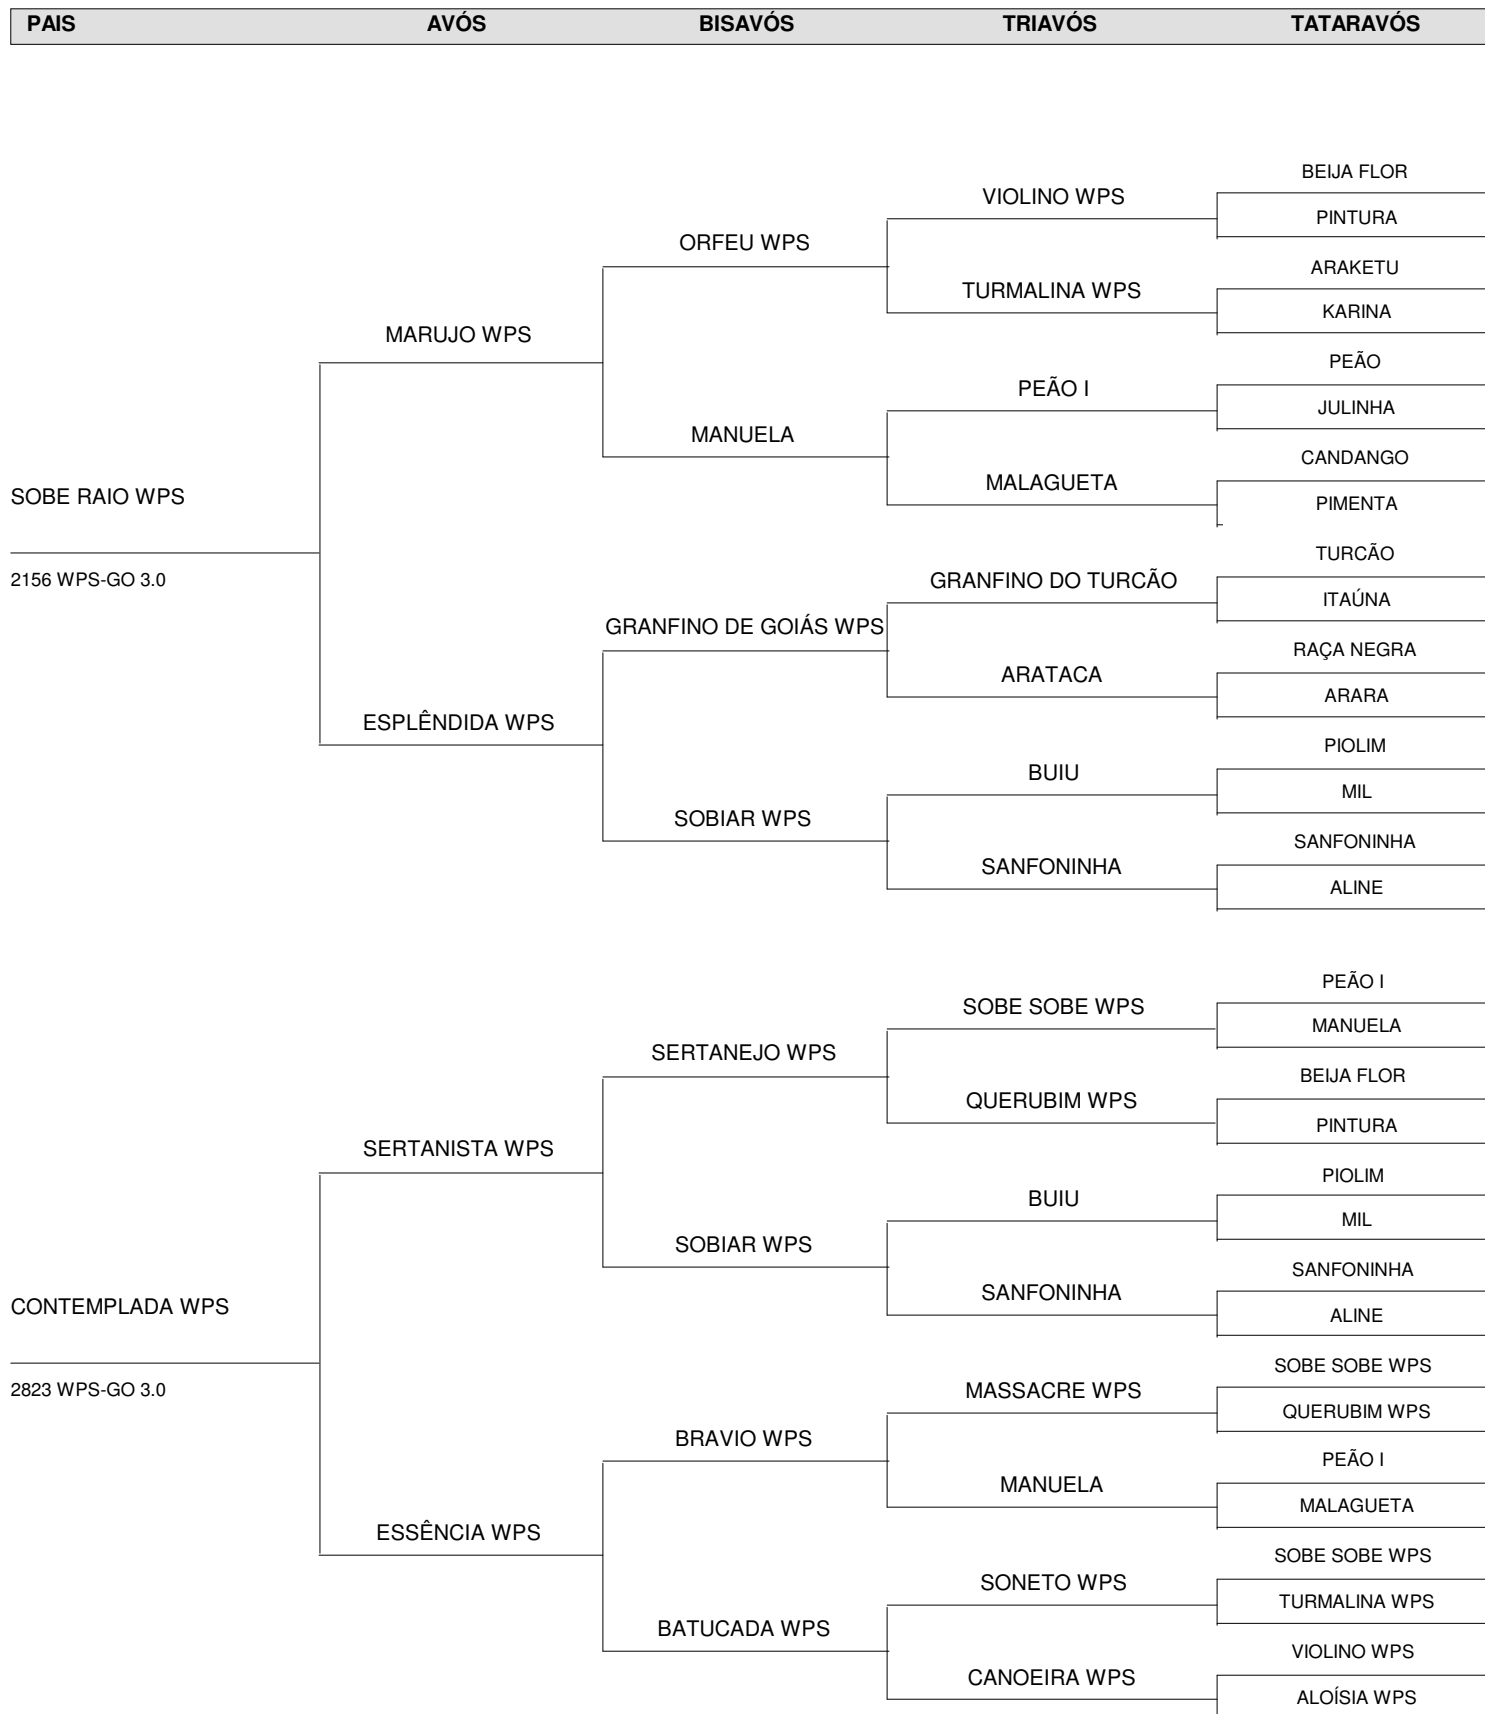 PAIS AVÓS BISAVÓS TRIAVÓS TATARAVÓS
BEIJA FLOR
VIOLINO WPS
PINTURA
ORFEU WPS
ARAKETU
TURMALINA WPS
KARINA
MARUJO WPS
PEÃO
PEÃO I
JULINHA
MANUELA
CANDANGO
MALAGUETA
SOBE RAIO WPS
PIMENTA
TURCÃO
2156 WPS-GO 3.0
GRANFINO DO TURCÃO
ITAÚNA
GRANFINO DE GOIÁS WPS
RAÇA NEGRA
ARATACA
ARARA
ESPLÊNDIDA WPS
PIOLIM
BUIU
MIL
SOBIAR WPS
SANFONINHA
SANFONINHA
ALINE
PEÃO I
SOBE SOBE WPS
MANUELA
SERTANEJO WPS
BEIJA FLOR
QUERUBIM WPS
PINTURA
SERTANISTA WPS
PIOLIM
BUIU
MIL
SOBIAR WPS
SANFONINHA
SANFONINHA
CONTEMPLADA WPS
ALINE
SOBE SOBE WPS
2823 WPS-GO 3.0
MASSACRE WPS
QUERUBIM WPS
BRAVIO WPS
PEÃO I
MANUELA
MALAGUETA
ESSÊNCIA WPS
SOBE SOBE WPS
SONETO WPS
TURMALINA WPS
BATUCADA WPS
VIOLINO WPS
CANOEIRA WPS
ALOÍSIA WPS